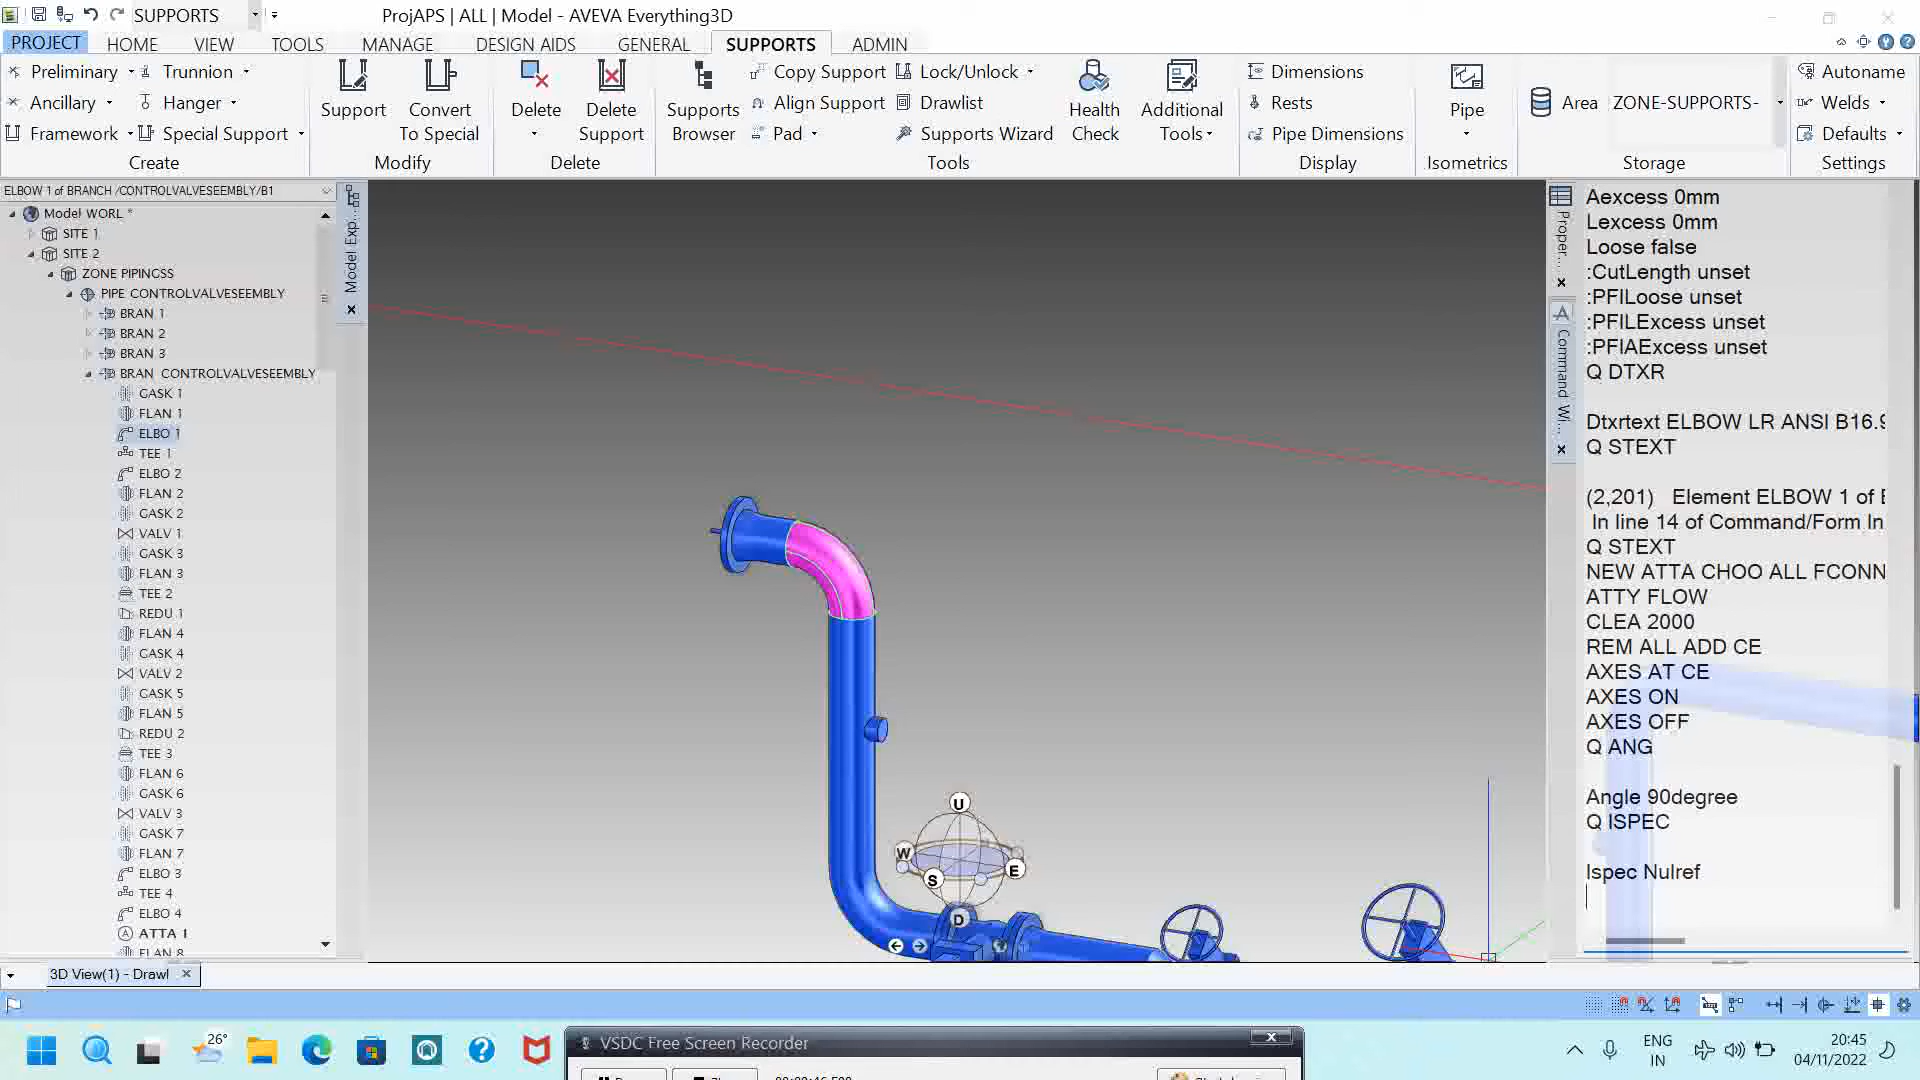 SUPPORTS
ProjAPS | ALL | Model - AVEVA Everything3D
PROJECT HOME VIEW TOOLS MANAGE DESIGN AIDS GENERAL SUPPORTS ADMIN
Preliminary Trunnion
Ancillary Hanger
Framework Special Support
Create
Support
Convert To Special
Modify
Delete
Delete Support
Delete
Supports Browser
Copy Support Lock/Unlock
Align Support Drawlist
Pad Supports Wizard
Health Check
Additional Tools
Tools
Dimensions
Rests
Pipe Dimensions
Display
Pipe
Isometrics
Area ZONE-SUPPORTS-
Storage
Autoname
Welds
Defaults
Settings
ELBOW 1 of BRANCH /CONTROLVALVESEEMBLY/B1
Model WORL *
SITE 1
SITE 2
ZONE PIPINGSS
PIPE CONTROLVALVESEEMBLY
BRAN 1
BRAN 2
BRAN 3
BRAN CONTROLVALVESEEMBLY
GASK 1
FLAN 1
ELBO 1
TEE 1
ELBO 2
FLAN 2
GASK 2
VALV 1
GASK 3
FLAN 3
TEE 2
REDU 1
FLAN 4
GASK 4
VALV 2
GASK 5
FLAN 5
REDU 2
TEE 3
FLAN 6
GASK 6
VALV 3
GASK 7
FLAN 7
ELBO 3
TEE 4
ELBO 4
ATTA 1
FLAN 8
Model Exp...
U
W
E
S
D
Proper...
Command Wi...
Aexcess 0mm
Lexcess 0mm
Loose false
:CutLength unset
:PFILoose unset
:PFILExcess unset
:PFIAExcess unset
Q DTXR
Dtxrtext ELBOW LR ANSI B16.9
Q STEXT
(2,201) Element ELBOW 1 of
In line 14 of Command/Form In
Q STEXT
NEW ATTA CHOO ALL FCONN
ATTY FLOW
CLEA 2000
REM ALL ADD CE
AXES AT CE
AXES ON
AXES OFF
Q ANG
Angle 90degree
Q ISPEC
Ispec Nulref
3D View(1) - Drawl
26°
VSDC Free Screen Recorder
ENG
IN
20:45
04/11/2022